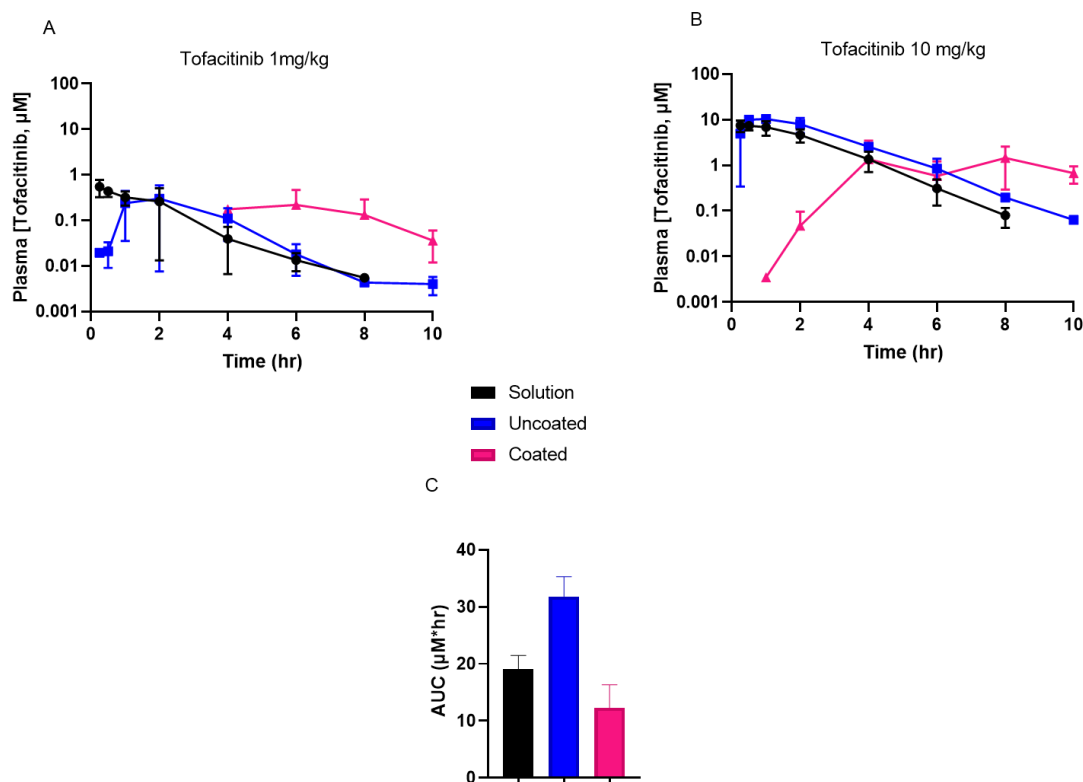 A
Tofacitinib 1mg/kg
Plasma [Tofacitinib, µM]
100
10
1
0.1
0.01
0.001
0 2 4 6 8 10
Time (hr)
B
Tofacitinib 10 mg/kg
Plasma [Tofacitinib, µM]
100
10
1
0.1
0.01
0.001
0 2 4 6 8 10
Time (hr)
Solution
Uncoated
Coated
C
AUC (µM*hr)
40
30
20
10
0